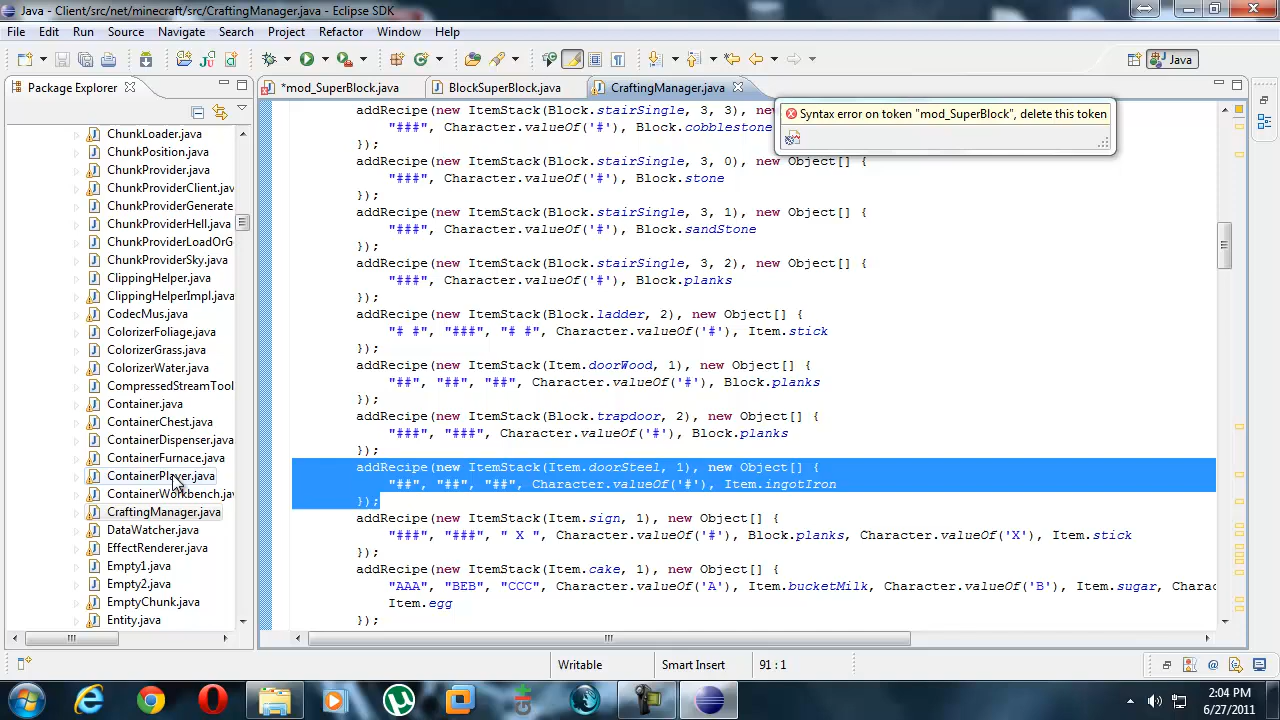 Java - Client/src/net/minecraft/src/CraftingManager.java - Eclipse SDK
File Edit Run Source Navigate Search Project Refactor Window Help
Java
Package Explorer
*mod_SuperBlock.java
BlockSuperBlock.java
CraftingManager.java
Syntax error on token "mod_SuperBlock", delete this token
ChunkLoader.java
ChunkPosition.java
ChunkProvider.java
ChunkProviderClient.jav
ChunkProviderGenerate
ChunkProviderHell.java
ChunkProviderLoadOrG
ChunkProviderSky.java
ClippingHelper.java
ClippingHelperImpl.java
CodecMus.java
ColorizerFoliage.java
ColorizerGrass.java
ColorizerWater.java
CompressedStreamTool
Container.java
ContainerChest.java
ContainerDispenser.java
ContainerFurnace.java
ContainerPlayer.java
ContainerWorkbench.jav
CraftingManager.java
DataWatcher.java
EffectRenderer.java
Empty1.java
Empty2.java
EmptyChunk.java
Entity.java
addRecipe(new ItemStack(Block.stairSingle, 3, 3), new
"###", Character.valueOf('#'), Block.cobblestone
});
addRecipe(new ItemStack(Block.stairSingle, 3, 0), new Object[] {
"###", Character.valueOf('#'), Block.stone
});
addRecipe(new ItemStack(Block.stairSingle, 3, 1), new Object[] {
"###", Character.valueOf('#'), Block.sandStone
});
addRecipe(new ItemStack(Block.stairSingle, 3, 2), new Object[] {
"###", Character.valueOf('#'), Block.planks
});
addRecipe(new ItemStack(Block.ladder, 2), new Object[] {
"# #", "###", "# #", Character.valueOf('#'), Item.stick
});
addRecipe(new ItemStack(Item.doorWood, 1), new Object[] {
"##", "##", "##", Character.valueOf('#'), Block.planks
});
addRecipe(new ItemStack(Block.trapdoor, 2), new Object[] {
"###", "###", Character.valueOf('#'), Block.planks
});
addRecipe(new ItemStack(Item.doorSteel, 1), new Object[] {
"##", "##", "##", Character.valueOf('#'), Item.ingotIron
});
addRecipe(new ItemStack(Item.sign, 1), new Object[] {
"###", "###", " X ", Character.valueOf('#'), Block.planks, Character.valueOf('X'), Item.stick
});
addRecipe(new ItemStack(Item.cake, 1), new Object[] {
"AAA", "BEB", "CCC", Character.valueOf('A'), Item.bucketMilk, Character.valueOf('B'), Item.sugar, Charac
Item.egg
});
Writable
Smart Insert
91 : 1
2:04 PM
6/27/2011